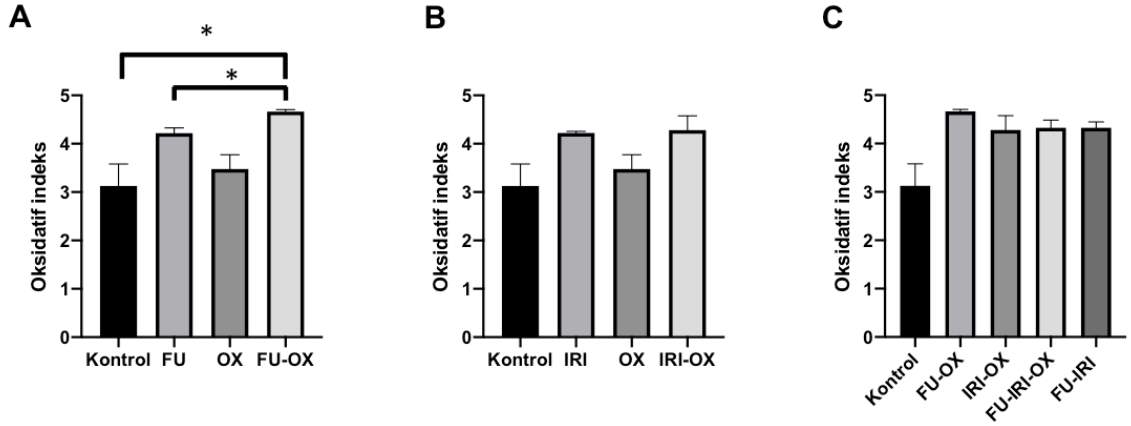 A
*
*
Oksidatif indeks
5
4
3
2
1
0
Kontrol FU OX FU-OX
B
Oksidatif indeks
5
4
3
2
1
0
Kontrol IRI OX IRI-OX
C
Oksidatif indeks
5
4
3
2
1
0
Kontrol
FU-OX
IRI-OX
FU-IRI-OX
FU-IRI